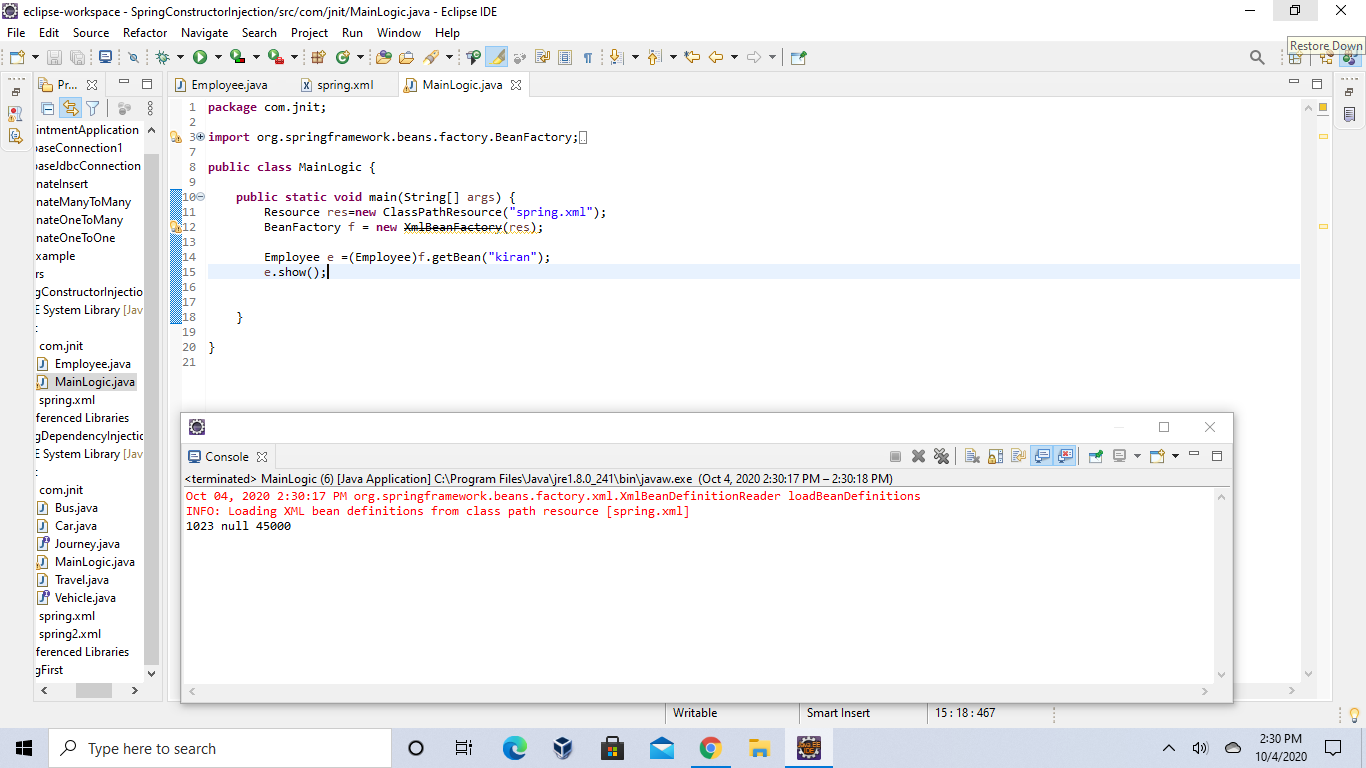 eclipse-workspace - SpringConstructorInjection/src/com/jnit/MainLogic.java - Eclipse IDE
File Edit Source Refactor Navigate Search Project Run Window Help
Restore Down
Pr...
Employee.java
spring.xml
MainLogic.java
intmentApplication
baseConnection1
baseJdbcConnection
nateInsert
nateManyToMany
nateOneToMany
nateOneToOne
xample
rs
gConstructorInjectio
E System Library [Jav
:
com.jnit
Employee.java
MainLogic.java
spring.xml
ferenced Libraries
gDependencyInjectic
E System Library [Jav
:
com.jnit
Bus.java
Car.java
Journey.java
MainLogic.java
Travel.java
Vehicle.java
spring.xml
spring2.xml
ferenced Libraries
gFirst
1 package com.jnit;
2
3 import org.springframework.beans.factory.BeanFactory;
7
8 public class MainLogic {
9
10 public static void main(String[] args) {
11 Resource res=new ClassPathResource("spring.xml");
12 BeanFactory f = new XmlBeanFactory(res);
13
14 Employee e =(Employee)f.getBean("kiran");
15 e.show();
16
17
18 }
19
20 }
21
Console
<terminated> MainLogic (6) [Java Application] C:\Program Files\Java\jre1.8.0_241\bin\javaw.exe (Oct 4, 2020 2:30:17 PM – 2:30:18 PM)
Oct 04, 2020 2:30:17 PM org.springframework.beans.factory.xml.XmlBeanDefinitionReader loadBeanDefinitions
INFO: Loading XML bean definitions from class path resource [spring.xml]
1023 null 45000
Writable
Smart Insert
15 : 18 : 467
Type here to search
Java EE
IDE
2:30 PM
10/4/2020